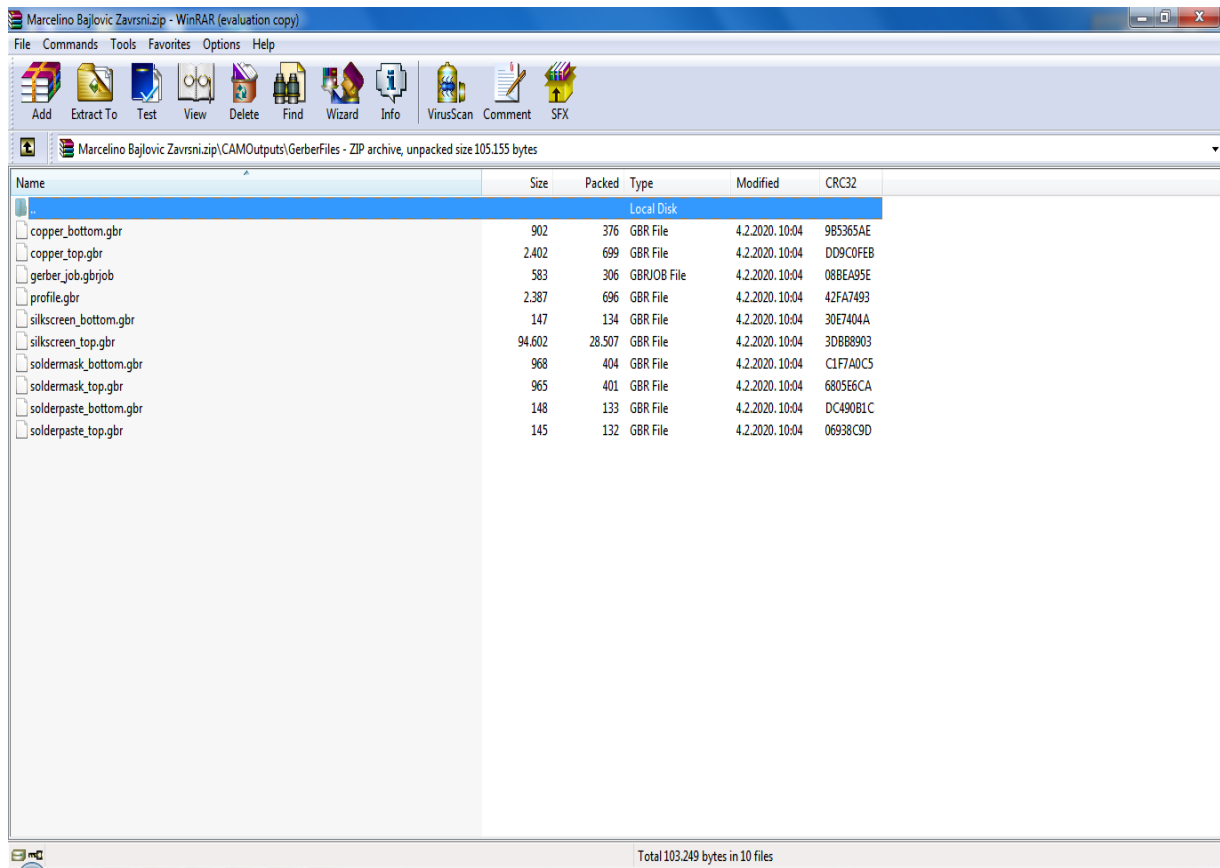 Marcelino Bajlovic Zavrsni.zip - WinRAR (evaluation copy)
File Commands Tools Favorites Options Help
Add Extract To Test View Delete Find Wizard Info VirusScan Comment SFX
Marcelino Bajlovic Zavrsni.zip\CAMOutputs\GerberFiles - ZIP archive, unpacked size 105.155 bytes
Name Size Packed Type Modified CRC32
.. Local Disk
copper_bottom.gbr 902 376 GBR File 4.2.2020. 10:04 9B5365AE
copper_top.gbr 2.402 699 GBR File 4.2.2020. 10:04 DD9C0FEB
gerber_job.gbrjob 583 306 GBRJOB File 4.2.2020. 10:04 08BEA95E
profile.gbr 2.387 696 GBR File 4.2.2020. 10:04 42FA7493
silkscreen_bottom.gbr 147 134 GBR File 4.2.2020. 10:04 30E7404A
silkscreen_top.gbr 94.602 28.507 GBR File 4.2.2020. 10:04 3DBB8903
soldermask_bottom.gbr 968 404 GBR File 4.2.2020. 10:04 C1F7A0C5
soldermask_top.gbr 965 401 GBR File 4.2.2020. 10:04 6805E6CA
solderpaste_bottom.gbr 148 133 GBR File 4.2.2020. 10:04 DC490B1C
solderpaste_top.gbr 145 132 GBR File 4.2.2020. 10:04 06938C9D
Total 103.249 bytes in 10 files